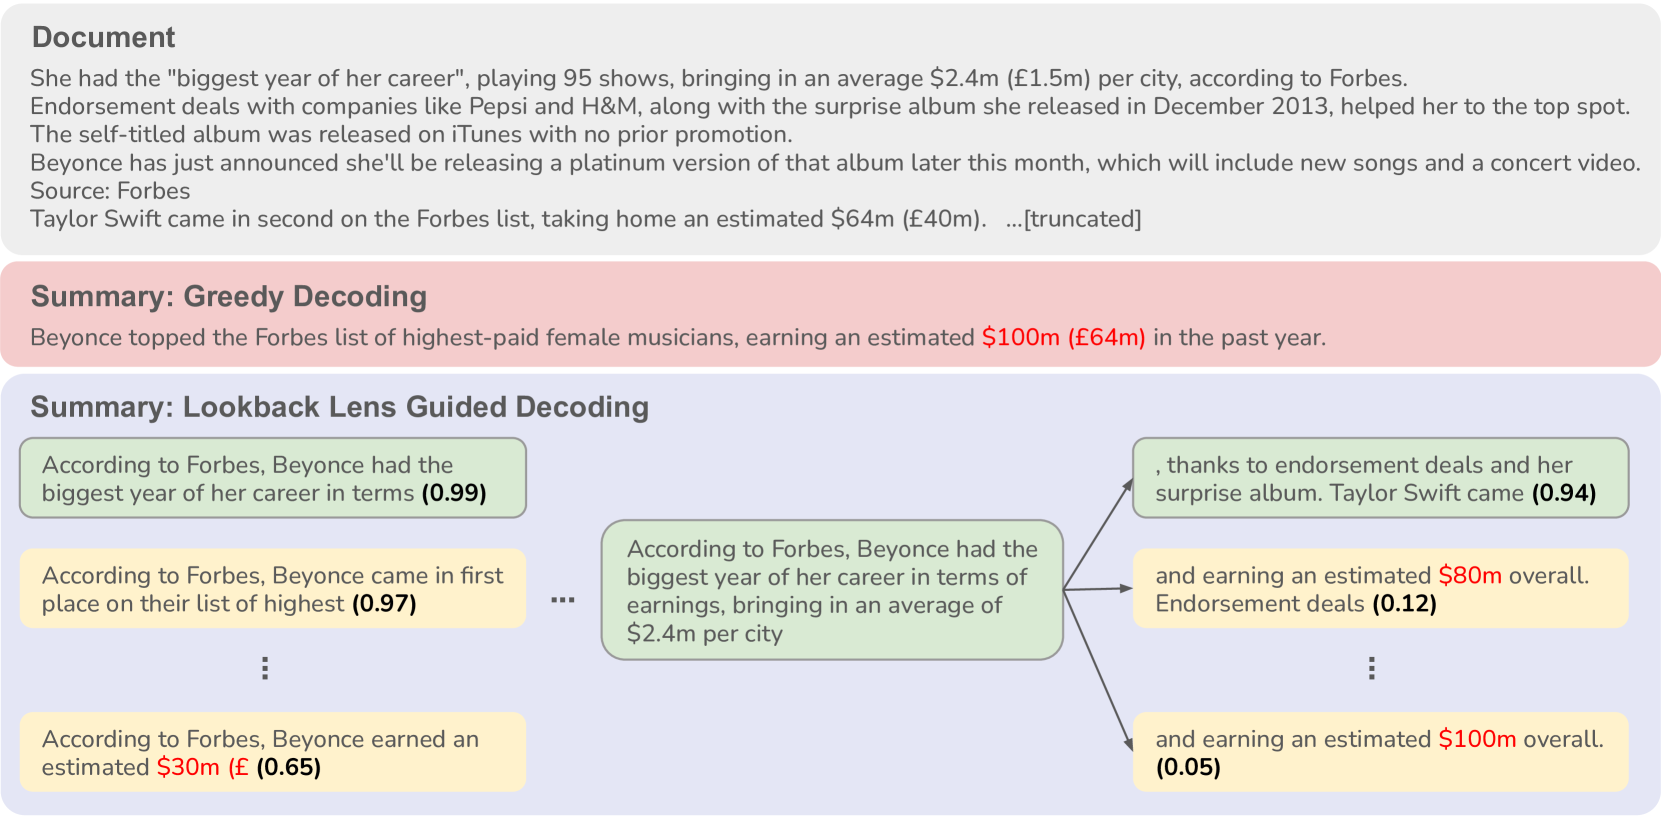 Document
She had the "biggest year of her career", playing 95 shows, bringing in an average $2.4m (£1.5m) per city, according to Forbes.
Endorsement deals with companies like Pepsi and H&M, along with the surprise album she released in December 2013, helped her to the top spot.
The self-titled album was released on iTunes with no prior promotion.
Beyonce has just announced she'll be releasing a platinum version of that album later this month, which will include new songs and a concert video.
Source: Forbes
Taylor Swift came in second on the Forbes list, taking home an estimated $64m (£40m). ...[truncated]
Summary: Greedy Decoding
Beyonce topped the Forbes list of highest-paid female musicians, earning an estimated $100m (£64m) in the past year.
Summary: Lookback Lens Guided Decoding
According to Forbes, Beyonce had the
biggest year of her career in terms (0.99)
According to Forbes, Beyonce came in first
place on their list of highest (0.97)
⋮
According to Forbes, Beyonce earned an
estimated $30m (£ (0.65)
...
According to Forbes, Beyonce had the
biggest year of her career in terms of
earnings, bringing in an average of
$2.4m per city
, thanks to endorsement deals and her
surprise album. Taylor Swift came (0.94)
and earning an estimated $80m overall.
Endorsement deals (0.12)
⋮
and earning an estimated $100m overall.
(0.05)